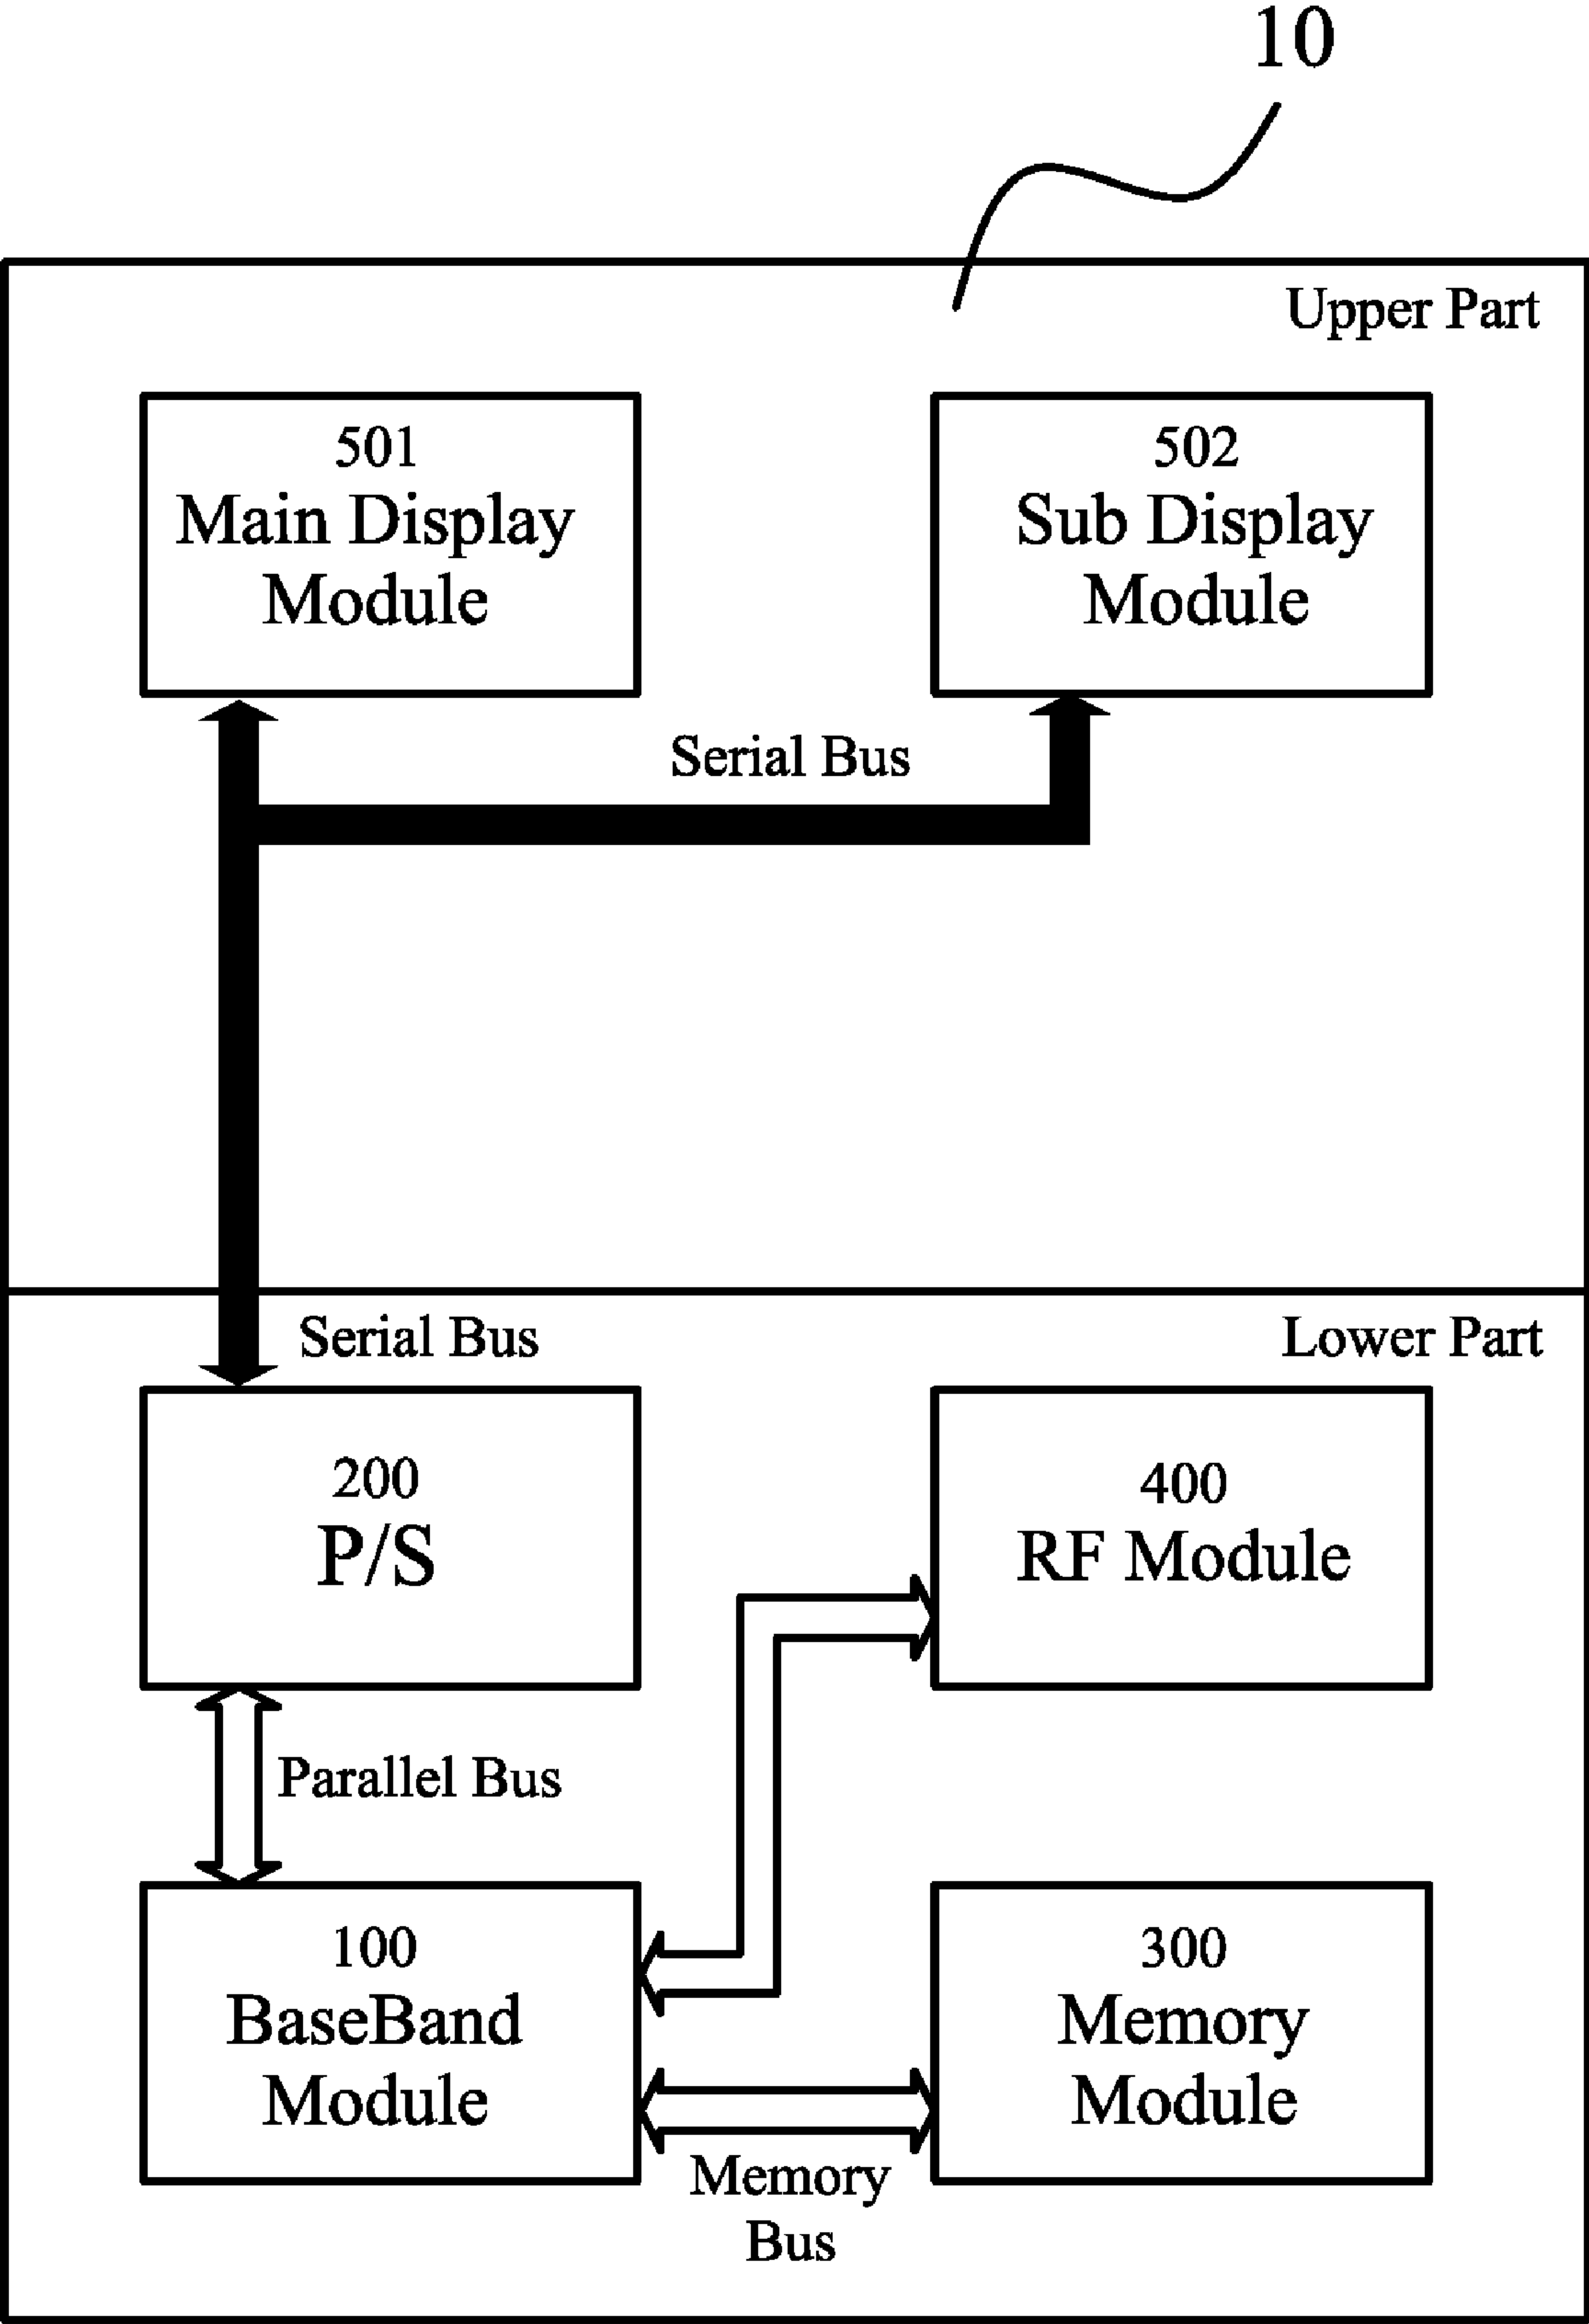 10
Upper Part
501
Main Display
Module
502
Sub Display
Module
Serial Bus
Serial Bus
Lower Part
200
P/S
400
RF Module
Parallel Bus
100
BaseBand
Module
300
Memory
Module
Memory
Bus